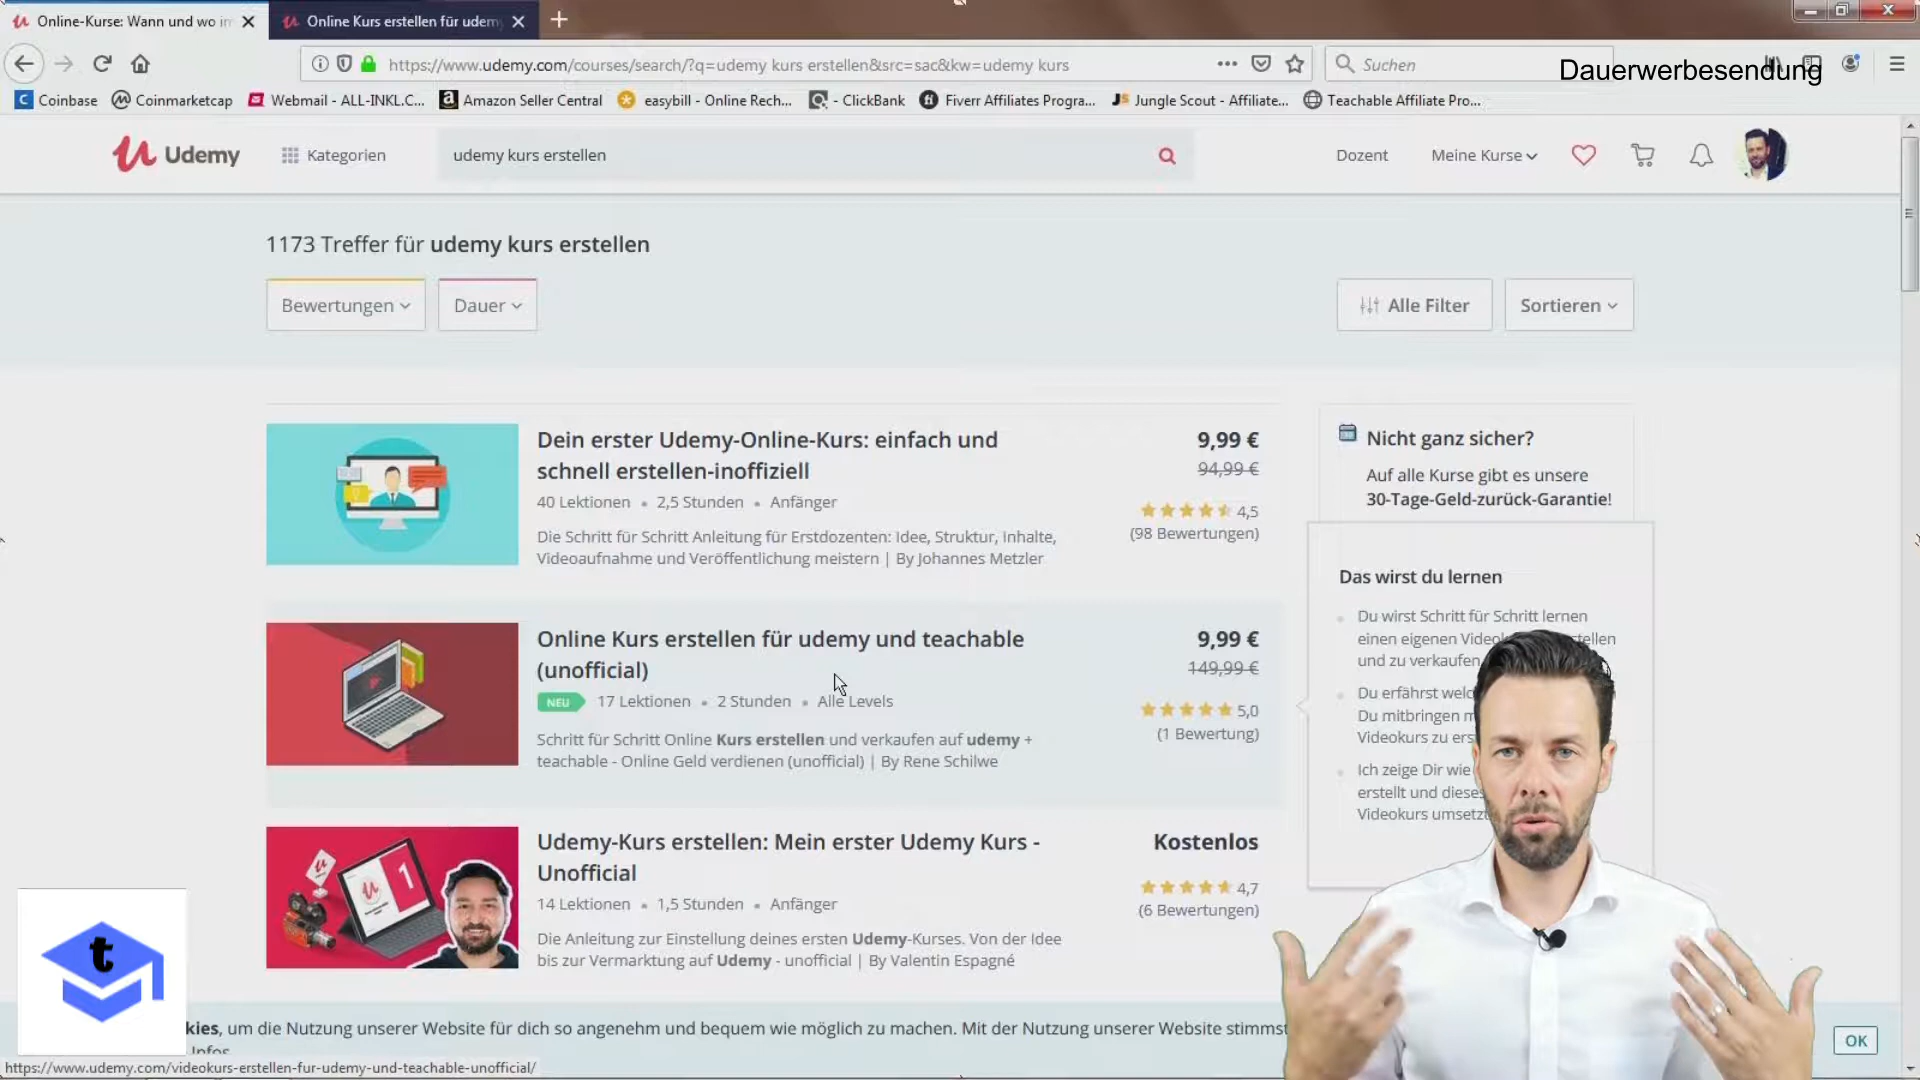 Online-Kurse: Wann und wo im
Online Kurs erstellen für udem
https://www.udemy.com/courses/search/?q=udemy kurs erstellen&src=sac&kw=udemy kurs
Suchen
Dauerwerbesendung
Coinbase
Coinmarketcap
Webmail - ALL-INKL.C...
Amazon Seller Central
easybill - Online Rech...
- ClickBank
Fiverr Affiliates Progra...
Jungle Scout - Affiliate...
Teachable Affiliate Pro...
Udemy
Kategorien
udemy kurs erstellen
Dozent
Meine Kurse
1173 Treffer für udemy kurs erstellen
Bewertungen
Dauer
Alle Filter
Sortieren
Dein erster Udemy-Online-Kurs: einfach und
schnell erstellen-inoffiziell
40 Lektionen • 2,5 Stunden • Anfänger
Die Schritt für Schritt Anleitung für Erstdozenten: Idee, Struktur, Inhalte,
Videoaufnahme und Veröffentlichung meistern | By Johannes Metzler
9,99 €
94,99 €
4,5
(98 Bewertungen)
Nicht ganz sicher?
Auf alle Kurse gibt es unsere
30-Tage-Geld-zurück-Garantie!
Online Kurs erstellen für udemy und teachable
(unofficial)
NEU 17 Lektionen • 2 Stunden • Alle Levels
Schritt für Schritt Online Kurs erstellen und verkaufen auf udemy +
teachable - Online Geld verdienen (unofficial) | By Rene Schilwe
9,99 €
149,99 €
5,0
(1 Bewertung)
Das wirst du lernen
Du wirst Schritt für Schritt lernen
einen eigenen
und zu verkaufen
Du erfährst
Du mitbringen
Videokurs zu
Ich zeige Dir wie
erstellt und
Videokurs
Udemy-Kurs erstellen: Mein erster Udemy Kurs -
Unofficial
14 Lektionen • 1,5 Stunden • Anfänger
Die Anleitung zur Einstellung deines ersten Udemy-Kurses. Von der Idee
bis zur Vermarktung auf Udemy - unofficial | By Valentin Espagné
Kostenlos
4,7
(6 Bewertungen)
1
t
kies, um die Nutzung unserer Website für dich so angenehm und bequem wie möglich zu machen. Mit der Nutzung unserer Website stimmst
Infos
OK
https://www.udemy.com/videokurs-erstellen-fur-udemy-und-teachable-unofficial/